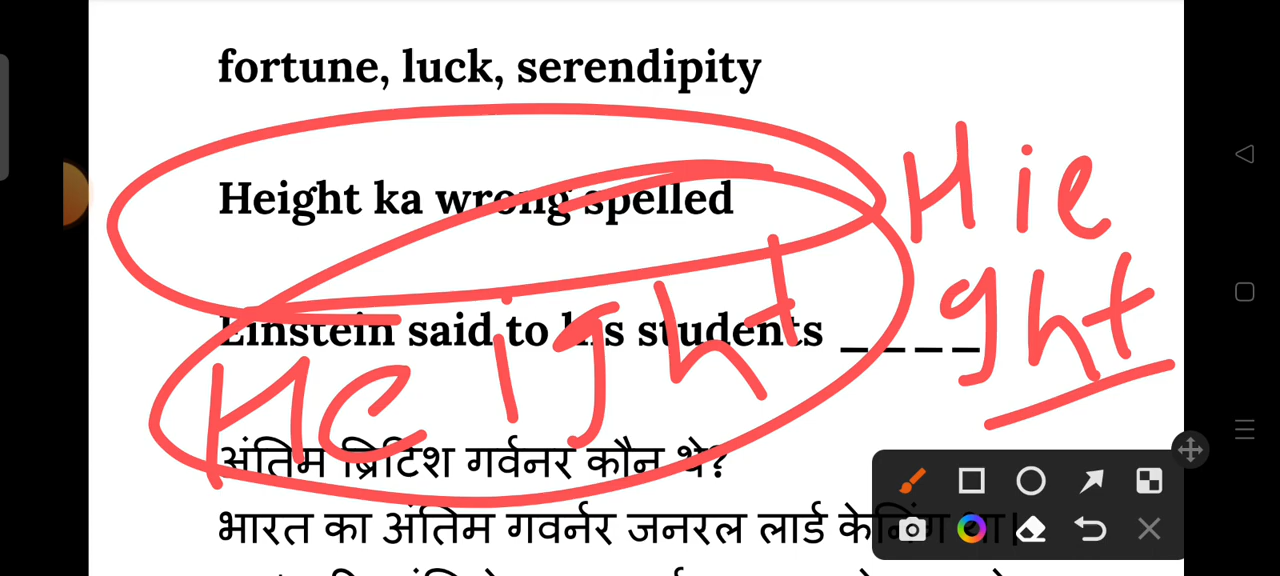 fortune, luck, serendipity
Height ka wrong spelled
Hie
ght
Einstein said to his students _ _ _ _
Height
अंतिम ब्रिटिश गर्वनर कौन थे?
भारत का अंतिम गवर्नर जनरल लार्ड केनिंग था|